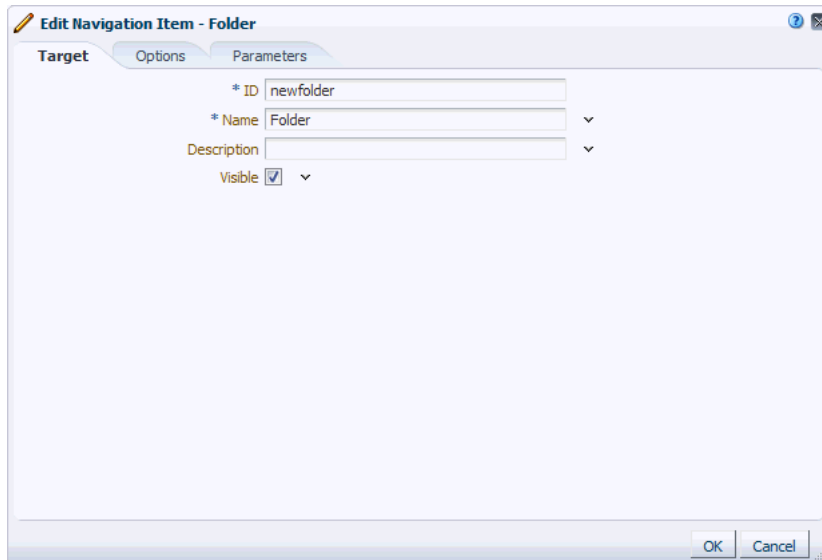 Edit Navigation Item - Folder
Target Options Parameters
* ID newfolder
* Name Folder
Description
Visible
OK Cancel